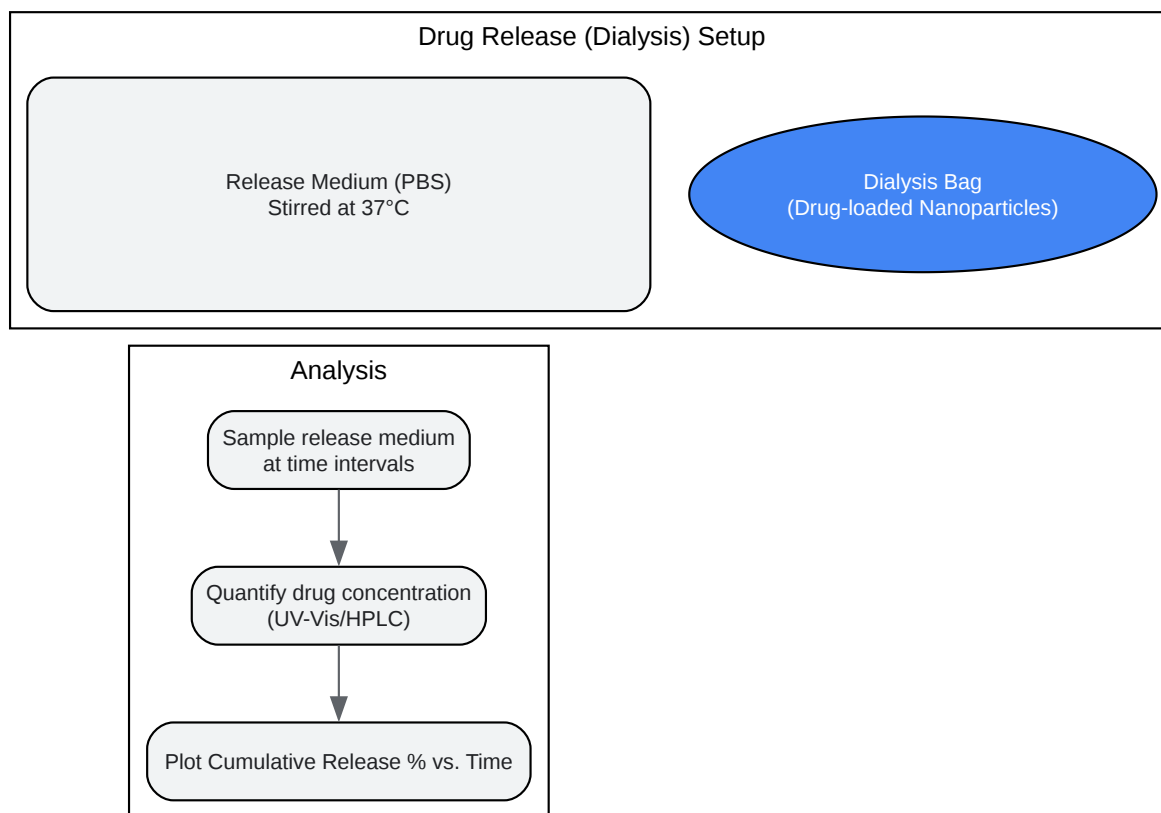 Drug Release (Dialysis) Setup
Release Medium (PBS)
Stirred at 37°C
Dialysis Bag
(Drug-loaded Nanoparticles)
Analysis
Sample release medium
at time intervals
Quantify drug concentration
(UV-Vis/HPLC)
Plot Cumulative Release % vs. Time